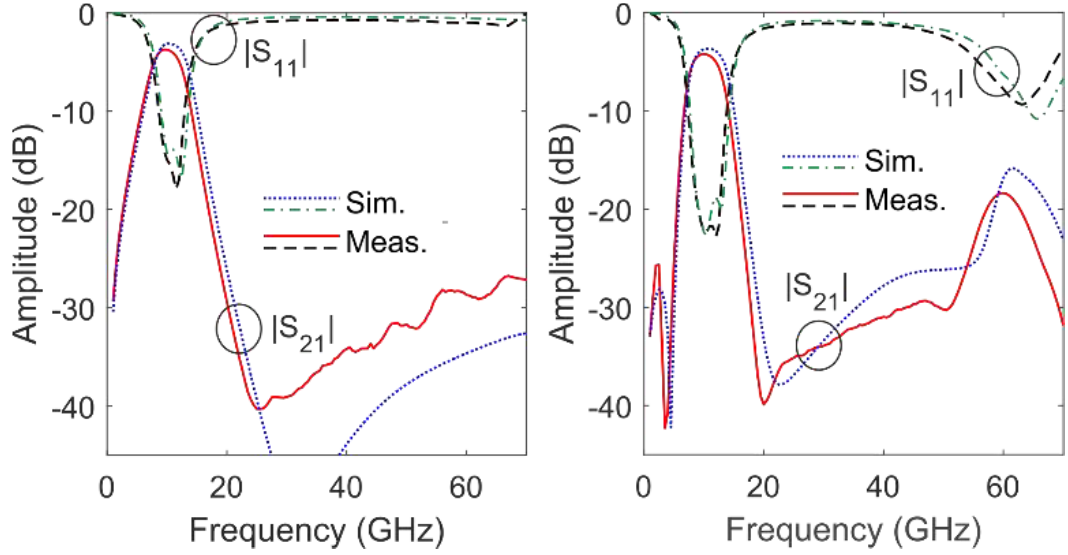 0
-10
-20
-30
-40
Amplitude (dB)
|S11|
Sim.
Meas.
|S21|
0 20 40 60
Frequency (GHz)
0
-10
-20
-30
-40
Amplitude (dB)
|S11|
Sim.
Meas.
|S21|
0 20 40 60
Frequency (GHz)